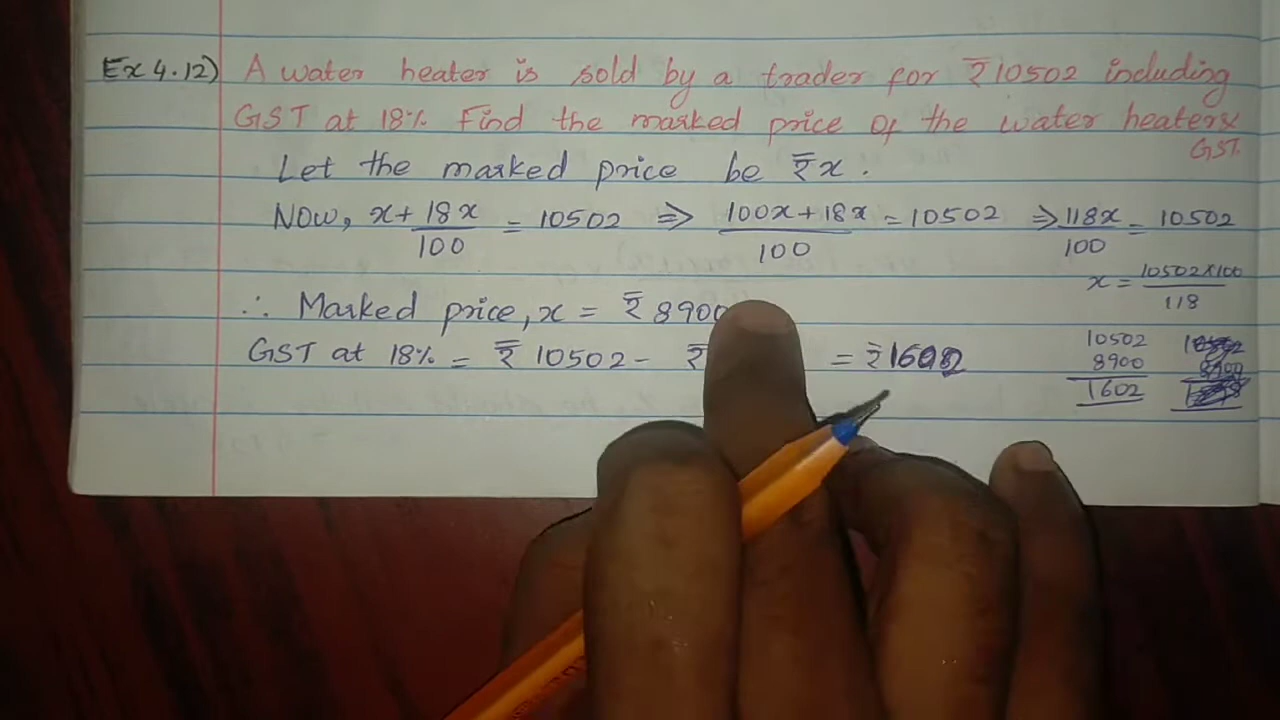 Ex 4.12) A water heater is sold by a trader for ₹10502 including
GST at 18% Find the marked price of the water heater &
GST.
Let the marked price be ₹x.
Now, x + 18x/100 = 10502 ⇒ 100x + 18x/100 = 10502 ⇒ 118x/100 = 10502
x = 10502×100/118
∴ Marked price, x = ₹8900
GST at 18% = ₹10502 - ₹ = ₹1602
10502
8900
1602